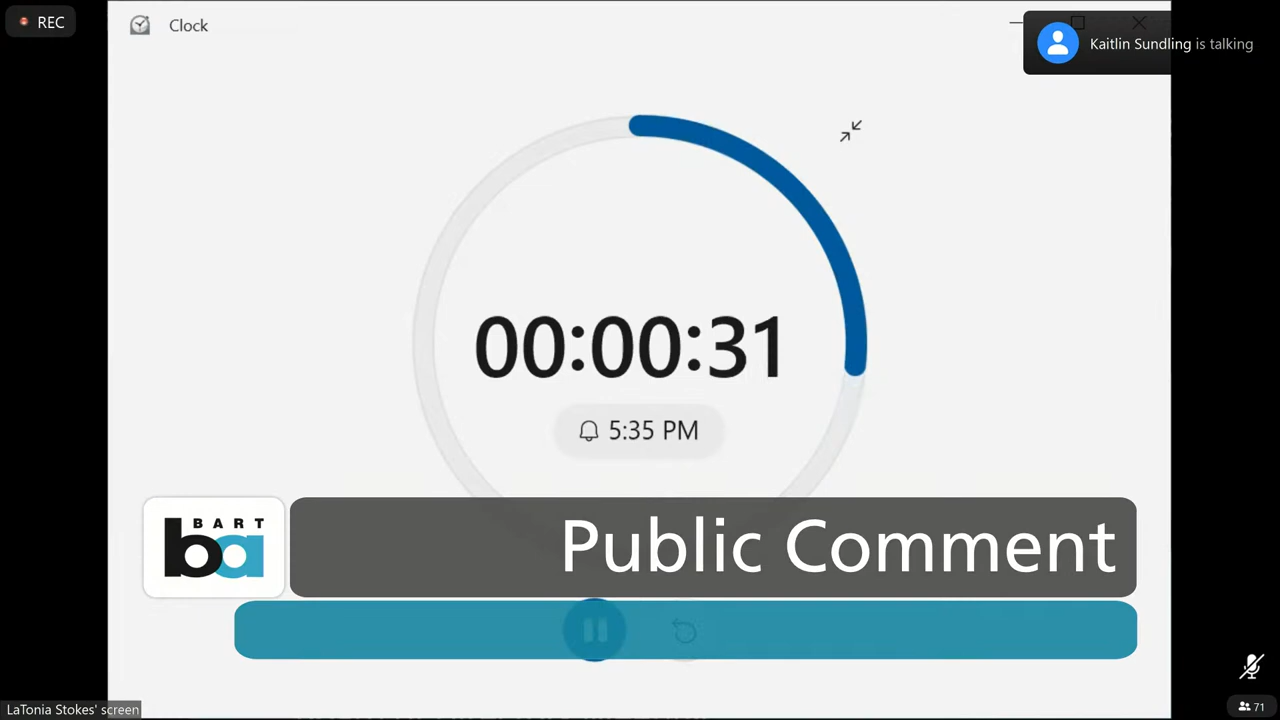 REC
Clock
Kaitlin Sundling is talking
00:00:31
5:35 PM
BART
ba
Public Comment
LaTonia Stokes' screen
71